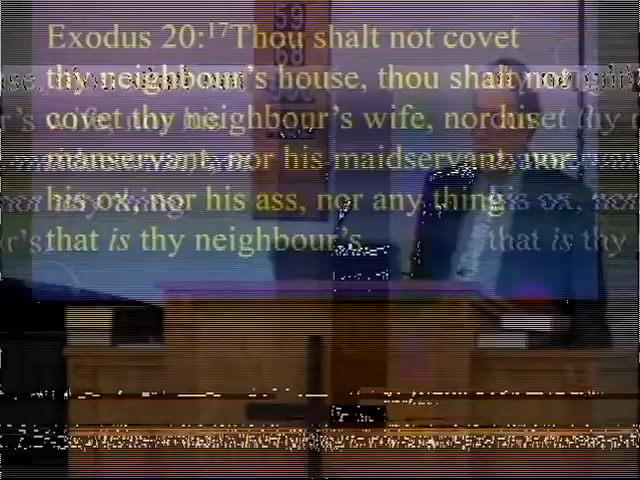 59
Exodus 20:¹⁷Thou shalt not covet
thy neighbour's house, thou shalt not
covet thy neighbour's wife, nor his
manservant, nor his maidservant, nor
his ox, nor his ass, nor any thing
that is thy neighbour's.